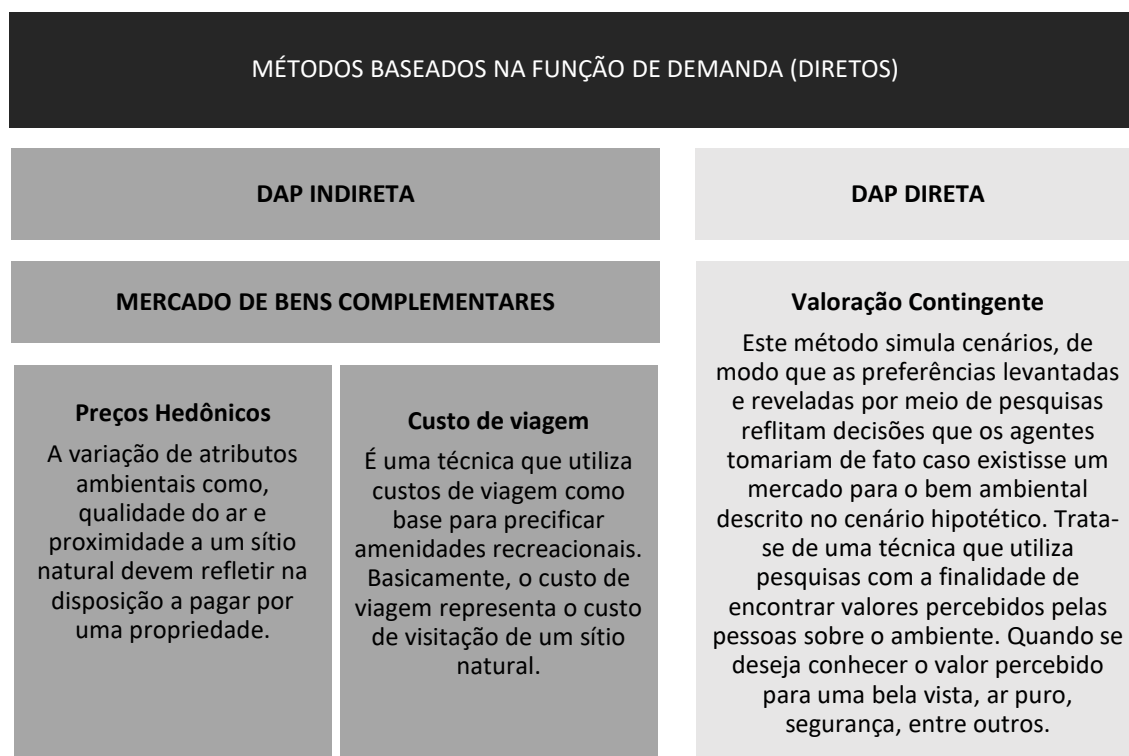 MÉTODOS BASEADOS NA FUNÇÃO DE DEMANDA (DIRETOS)
DAP INDIRETA
DAP DIRETA
MERCADO DE BENS COMPLEMENTARES
Preços Hedônicos
A variação de atributos
ambientais como,
qualidade do ar e
proximidade a um sítio
natural devem refletir na
disposição a pagar por
uma propriedade.
Custo de viagem
É uma técnica que utiliza
custos de viagem como
base para precificar
amenidades recreacionais.
Basicamente, o custo de
viagem representa o custo
de visitação de um sítio
natural.
Valoração Contingente
Este método simula cenários, de
modo que as preferências levantadas
e reveladas por meio de pesquisas
reflitam decisões que os agentes
tomariam de fato caso existisse um
mercado para o bem ambiental
descrito no cenário hipotético. Trata-
se de uma técnica que utiliza
pesquisas com a finalidade de
encontrar valores percebidos pelas
pessoas sobre o ambiente. Quando se
deseja conhecer o valor percebido
para uma bela vista, ar puro,
segurança, entre outros.